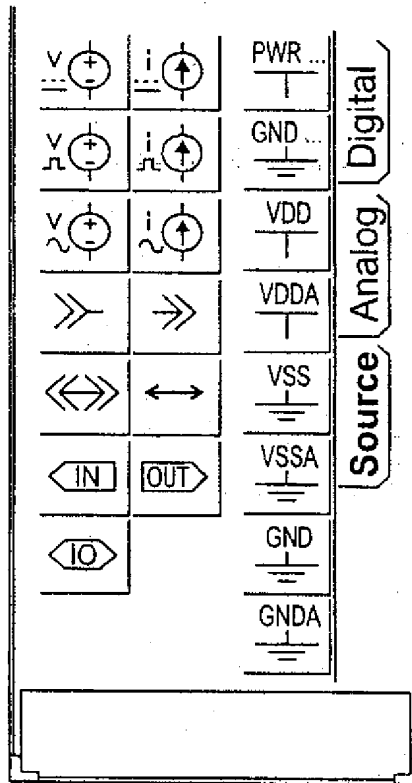 V
i
PWR ...
V
i
GND ...
V
i
VDD
VDDA
VSS
IN
OUT
VSSA
IO
GND
GNDA
Digital
Analog
Source